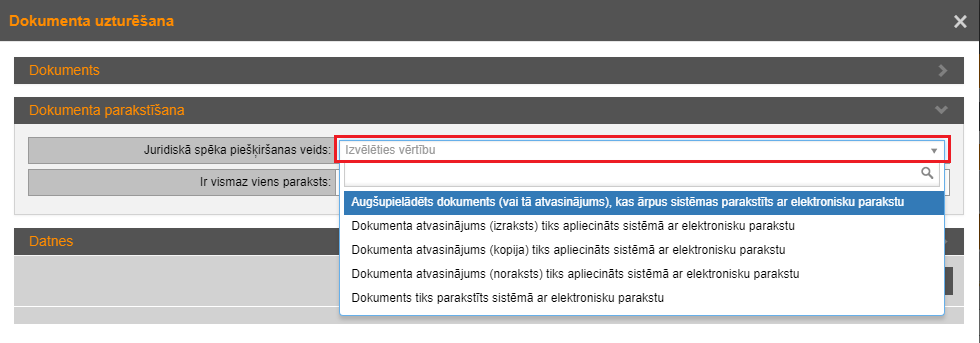 Dokumenta uzturēšana
Dokuments
Dokumenta parakstīšana
Juridiskā spēka piešķiršanas veids:
Izvēlēties vērtību
Ir vismaz viens paraksts:
Augšupielādēts dokuments (vai tā atvasinājums), kas ārpus sistēmas parakstīts ar elektronisku parakstu
Dokumenta atvasinājums (izraksts) tiks apliecināts sistēmā ar elektronisku parakstu
Dokumenta atvasinājums (kopija) tiks apliecināts sistēmā ar elektronisku parakstu
Dokumenta atvasinājums (noraksts) tiks apliecināts sistēmā ar elektronisku parakstu
Dokuments tiks parakstīts sistēmā ar elektronisku parakstu
Datnes